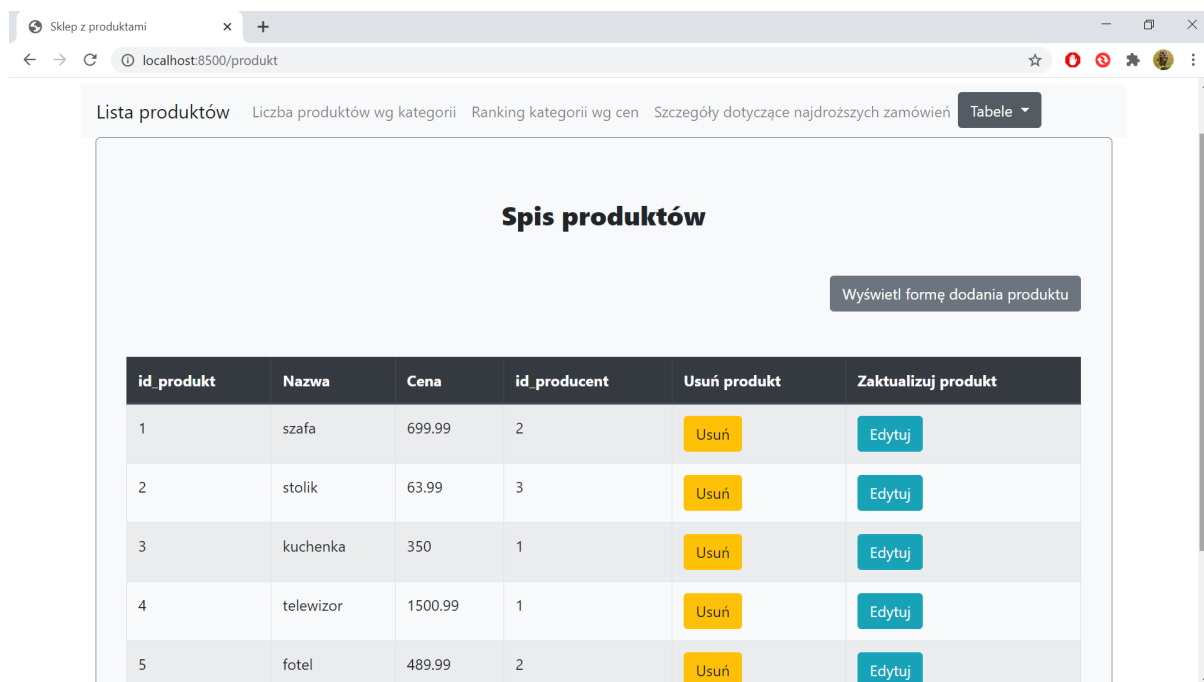 Sklep z produktami
localhost:8500/produkt
Lista produktów Liczba produktów wg kategorii Ranking kategorii wg cen Szczegóły dotyczące najdroższych zamówień Tabele
Spis produktów
Wyświetl formę dodania produktu
id_produkt Nazwa Cena id_producent Usuń produkt Zaktualizuj produkt
1 szafa 699.99 2 Usuń Edytuj
2 stolik 63.99 3 Usuń Edytuj
3 kuchenka 350 1 Usuń Edytuj
4 telewizor 1500.99 1 Usuń Edytuj
5 fotel 489.99 2 Usuń Edytuj